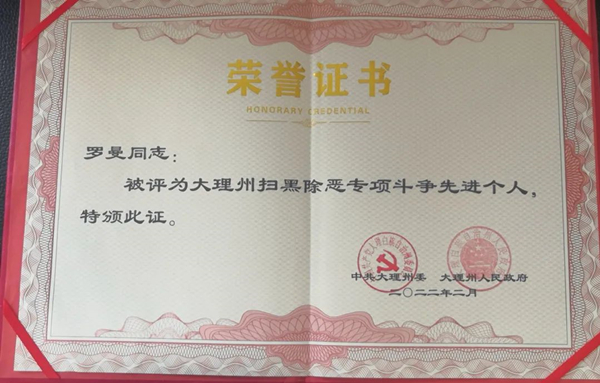 荣誉证书
HONORARY CREDENTIAL
罗曼同志：
被评为大理州扫黑除恶专项斗争先进个人，
特颁此证。
中共大理州委 大理州人民政府
二〇二二年二月